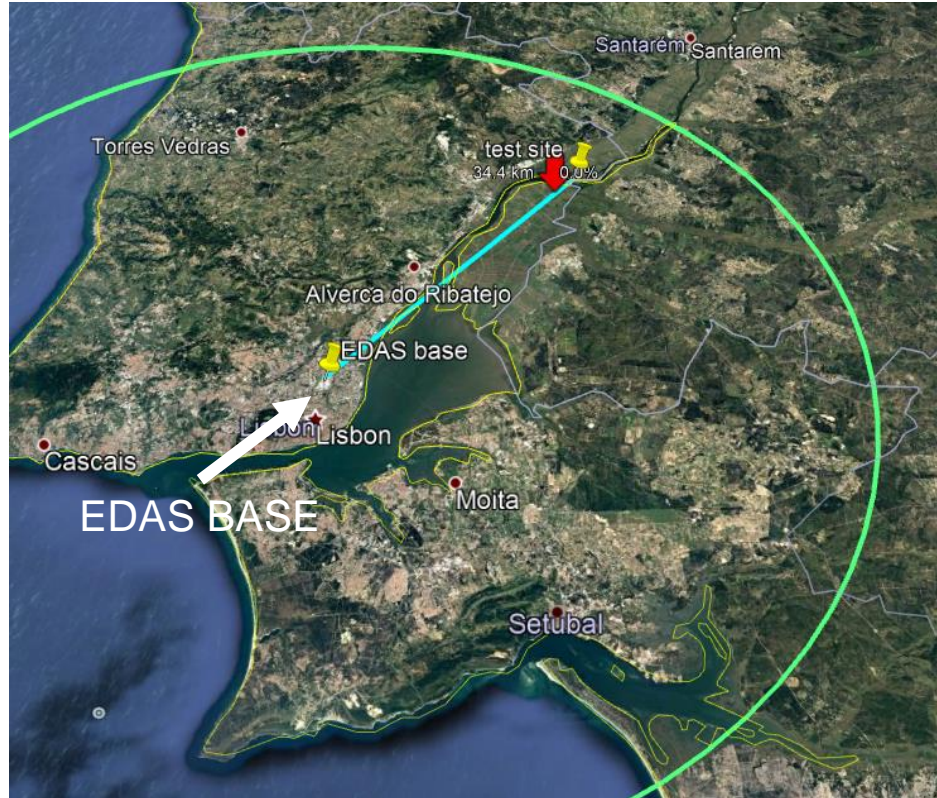 Santarém
Santarem
Torres Vedras
test site
34,4 km 0.0%
Alverca do Ribatejo
EDAS base
Lisbon
Lisbon
Cascais
EDAS BASE
Moita
Setubal